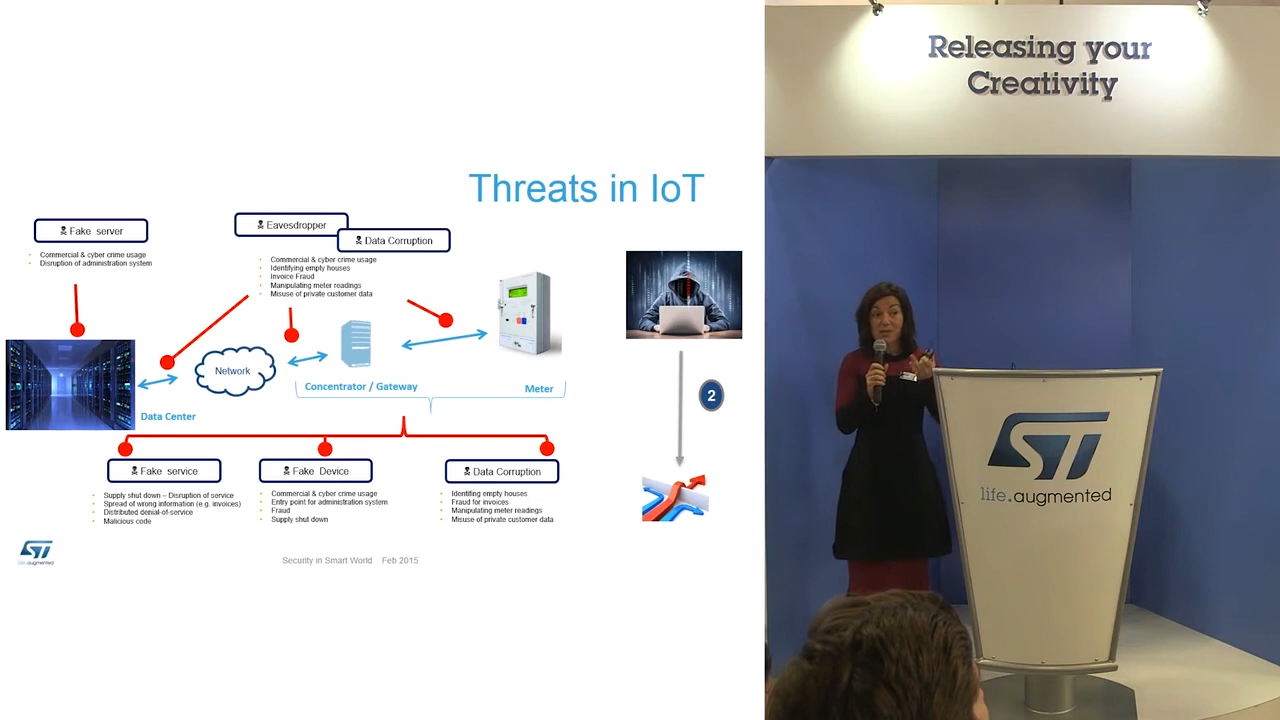 Threats in IoT
Fake server
Commercial & cyber crime usage
Disruption of administration system
Eavesdropper
Data Corruption
Commercial & cyber crime usage
Identifying empty houses
Invoice Fraud
Manipulating meter readings
Misuse of private customer data
Network
Data Center
Concentrator / Gateway
Meter
2
Fake service
Supply shut down – Disruption of service
Spread of wrong information (e.g. invoices)
Distributed denial-of-service
Malicious code
Fake Device
Commercial & cyber crime usage
Entry point for administration system
Fraud
Supply shut down
Data Corruption
Identifing empty houses
Fraud for invoices
Manipulating meter readings
Misuse of private customer data
ST
life.augmented
Security in Smart World Feb 2015
Releasing your
Creativity
ST
life.augmented